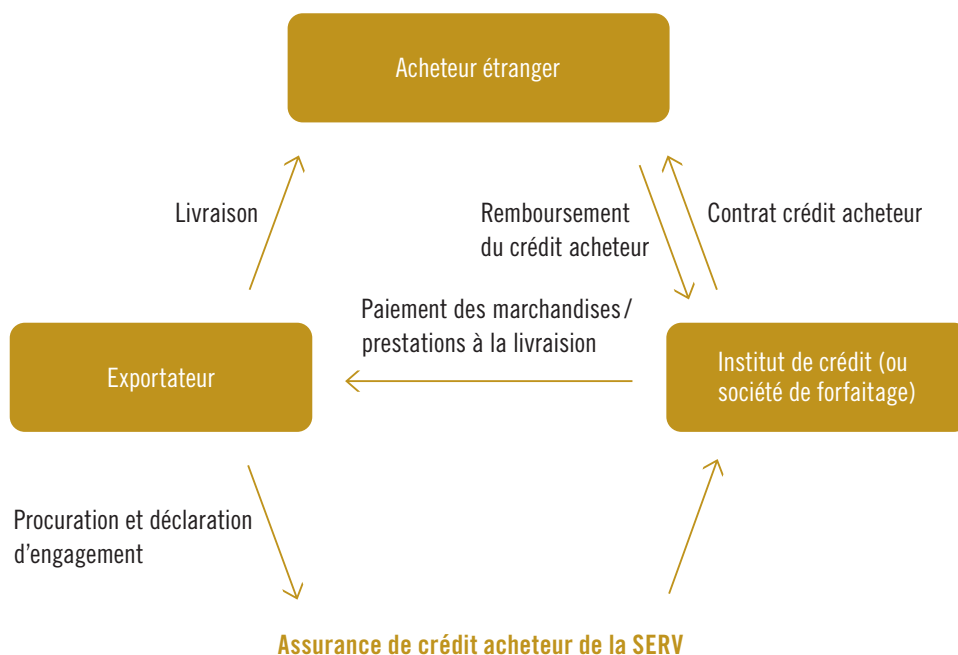 Acheteur étranger
Livraison
Remboursement
du crédit acheteur
Contrat crédit acheteur
Paiement des marchandises/
prestations à la livraision
Exportateur
Institut de crédit (ou
société de forfaitage)
Procuration et déclaration
d’engagement
Assurance de crédit acheteur de la SERV